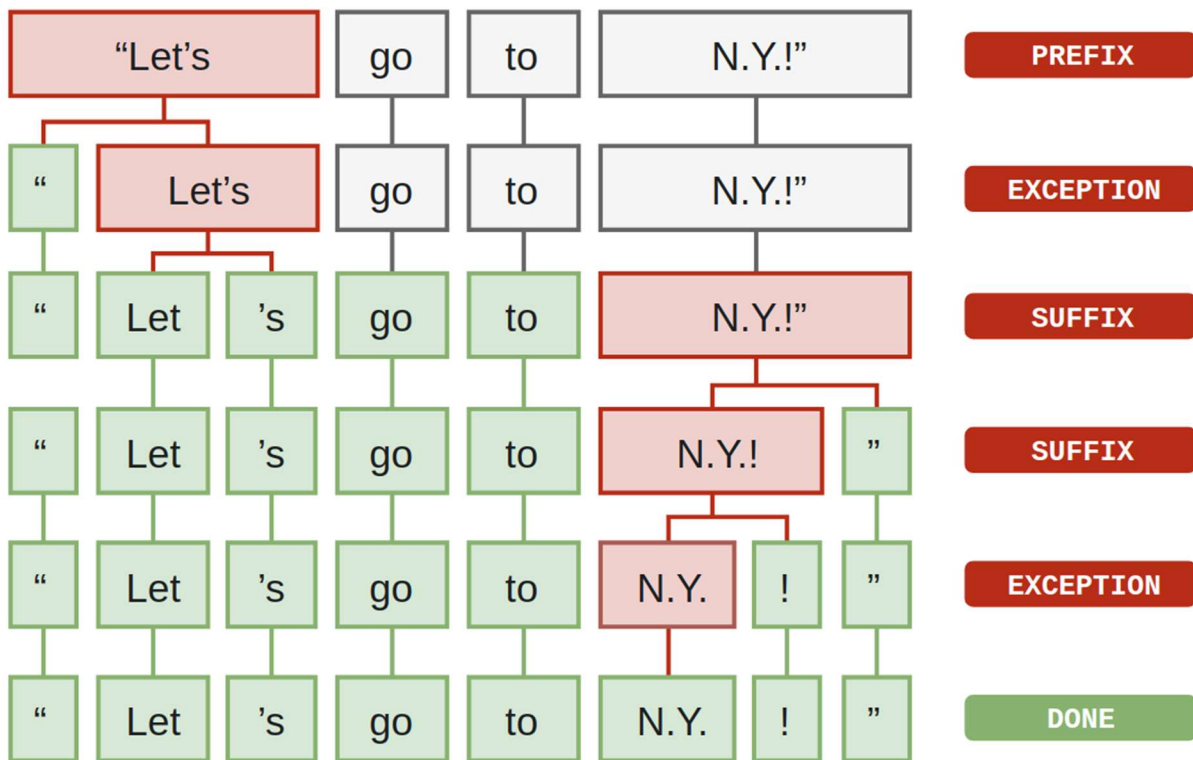 “Let’s go to N.Y.!” PREFIX
“ Let’s go to N.Y.!” EXCEPTION
“ Let ’s go to N.Y.!” SUFFIX
“ Let ’s go to N.Y.! ” SUFFIX
“ Let ’s go to N.Y. ! ” EXCEPTION
“ Let ’s go to N.Y. ! ” DONE